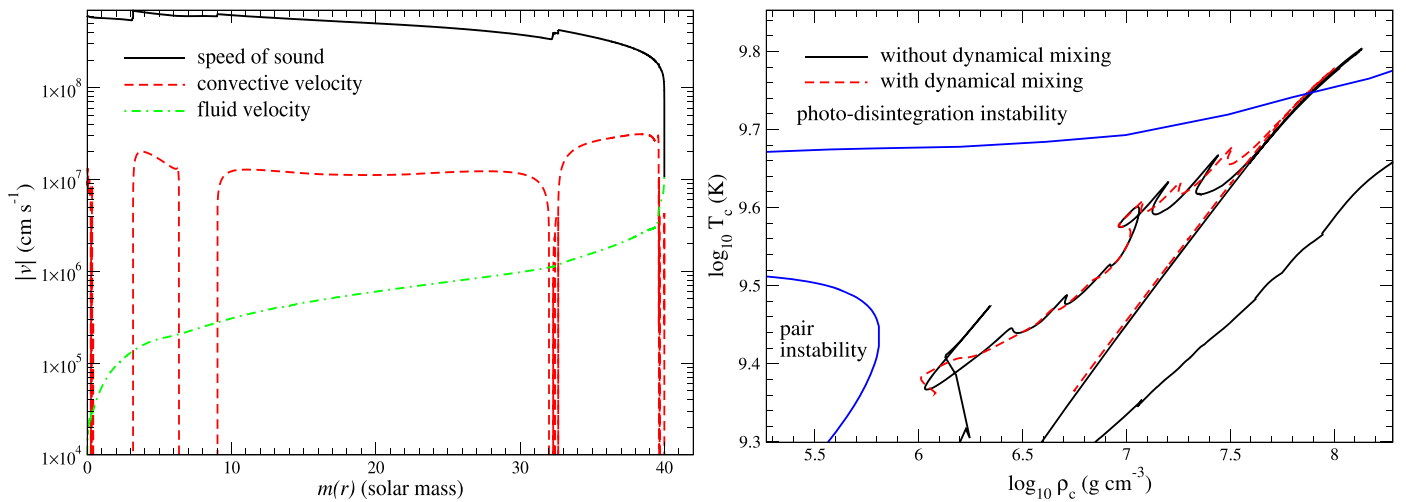 speed of sound
convective velocity
fluid velocity
1×10⁸
1×10⁷
1×10⁶
1×10⁵
1×10⁴
|v| (cm s⁻¹)
0 10 20 30 40
m(r) (solar mass)
without dynamical mixing
with dynamical mixing
photo-disintegration instability
pair
instability
9.8
9.7
9.6
9.5
9.4
9.3
log₁₀ T_c (K)
5.5 6 6.5 7 7.5 8
log₁₀ ρ_c (g cm⁻³)